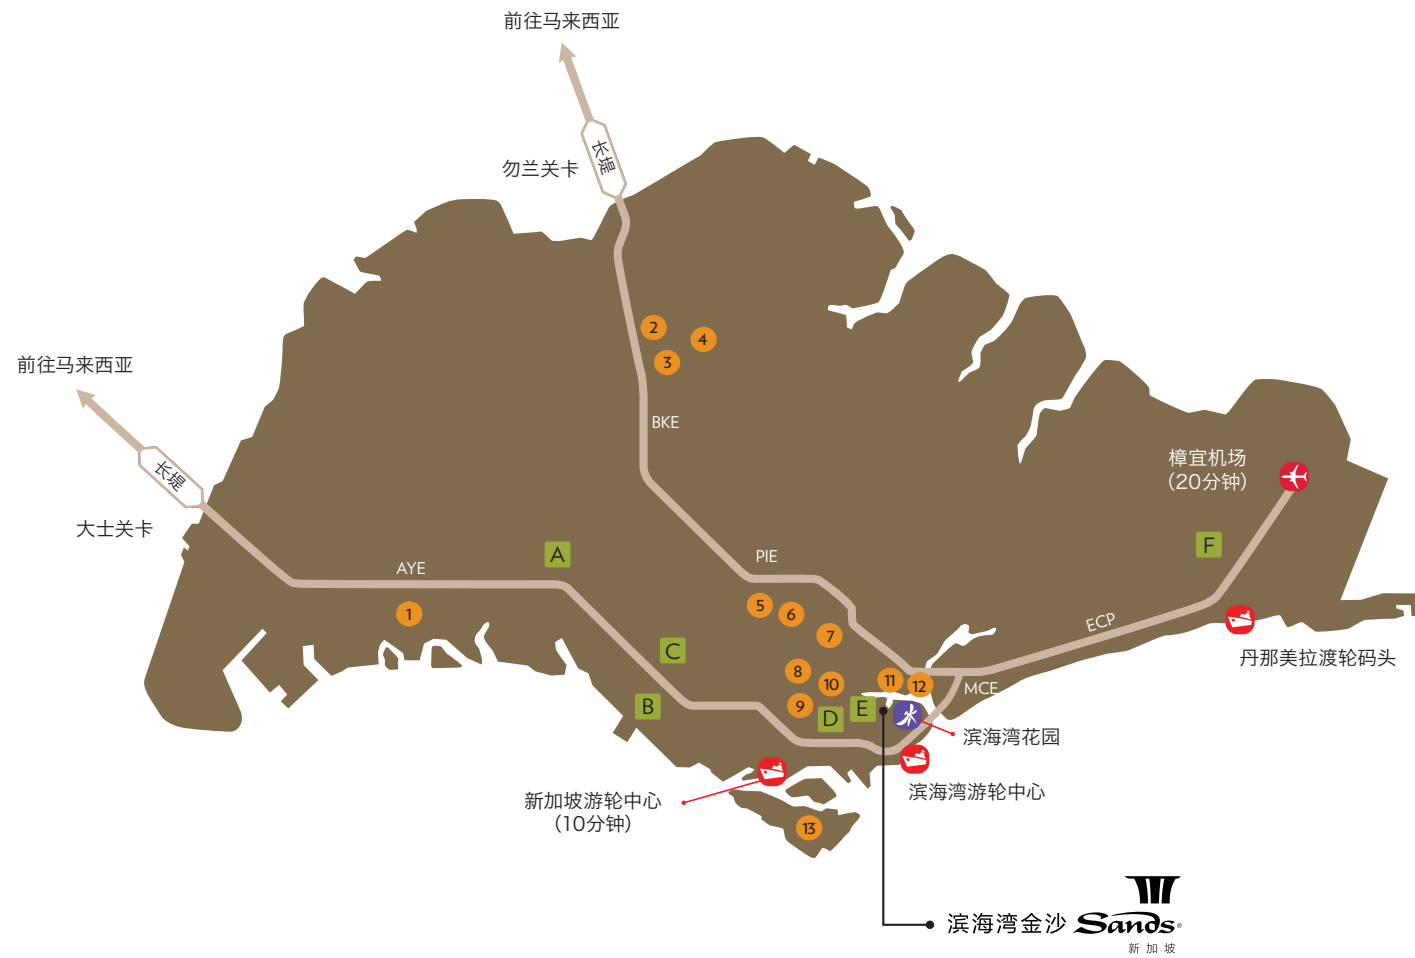 前往马来西亚
长堤
勿兰关卡
2
4
3
前往马来西亚
BKE
长堤
大士关卡
樟宜机场
(20分钟)
F
A
PIE
AYE
1
5
6
7
ECP
C
丹那美拉渡轮码头
8
10
11
12
MCE
B
9
D
E
滨海湾花园
滨海湾游轮中心
新加坡游轮中心
(10分钟)
13
滨海湾金沙 Sands®
新加坡